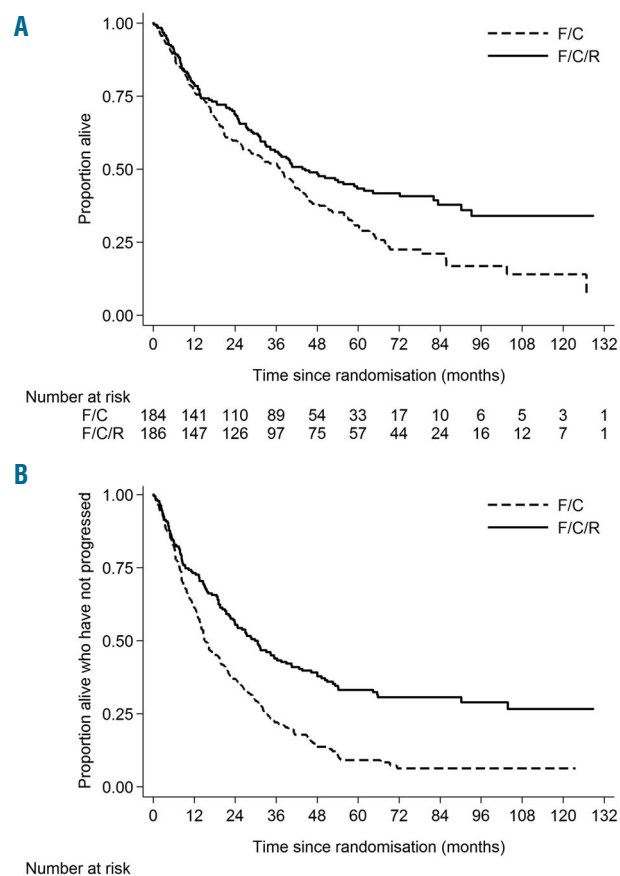 A
1.00
0.75
0.50
0.25
0.00
Proportion alive
F/C
F/C/R
0 12 24 36 48 60 72 84 96 108 120 132
Time since randomisation (months)
Number at risk
F/C 184 141 110 89 54 33 17 10 6 5 3 1
F/C/R 186 147 126 97 75 57 44 24 16 12 7 1
B
1.00
0.75
0.50
0.25
0.00
Proportion alive who have not progressed
F/C
F/C/R
0 12 24 36 48 60 72 84 96 108 120 132
Time since randomisation (months)
Number at risk